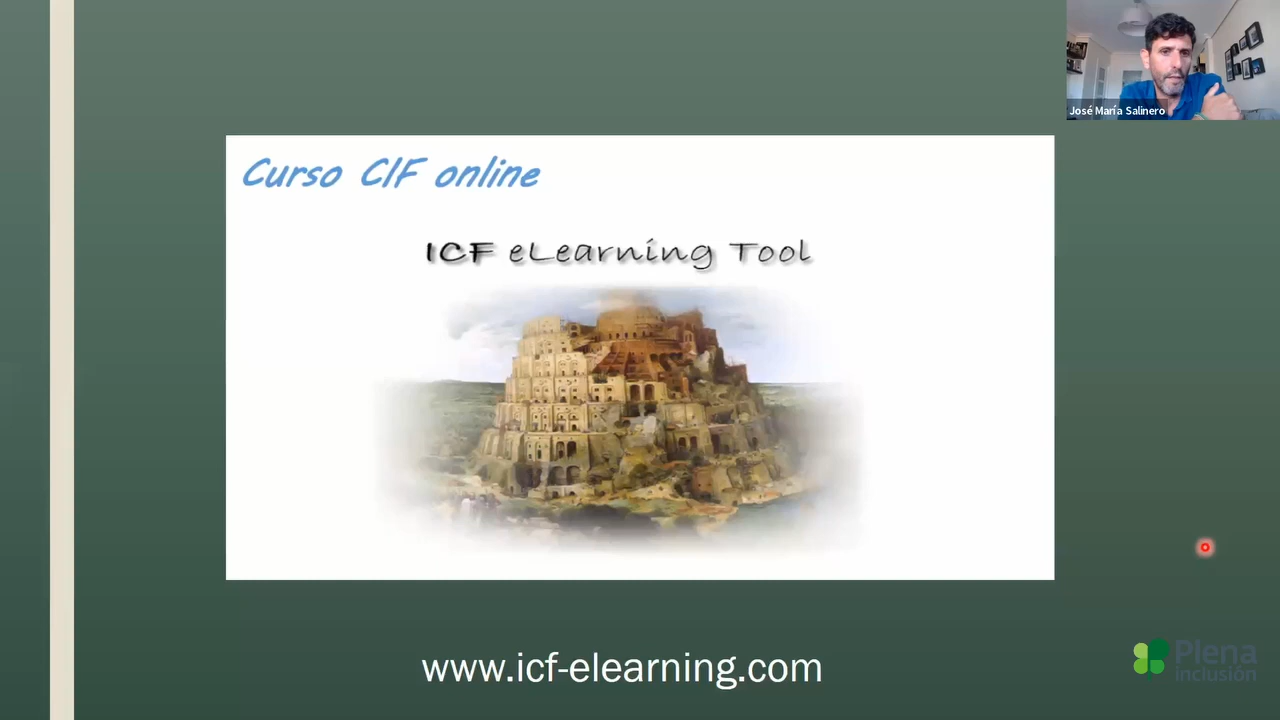 José María Salinero
Curso CIF online
ICF eLearning Tool
www.icf-elearning.com
Plena
inclusión